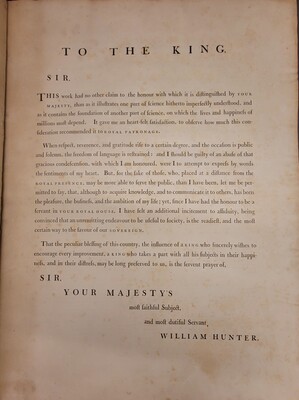 TO THE KING.
SIR,
THIS work had no other claim to the honour with which it is distinguished by YOUR
MAJESTY, than as it illustrates one part of science hitherto imperfectly understood, and
as it contains the foundation of another part of science, on which the lives and happiness of
millions must depend. It gave me an heart-felt satisfaction, to observe how much this con-
sideration recommended it to ROYAL PATRONAGE.
When respect, reverence, and gratitude rise to a certain degree, and the occasion is public
and solemn, the freedom of language is restrained: and I should be guilty of an abuse of that
gracious condescension, with which I am honoured, were I to attempt to express by words
the sentiments of my heart. But, for the sake of those, who, placed at a distance from the
ROYAL PRESENCE, may be more able to serve the public, than I have been, let me be per-
mitted to say, that, although to acquire knowledge, and to communicate it to others, has been
the pleasure, the business, and the ambition of my life; yet, since I have had the honour to be a
servant in YOUR ROYAL HOUSE, I have felt an additional incitement to assiduity, being
convinced that an unremitting endeavour to be useful to society, is the readiest, and the most
certain way to the favour of our SOVEREIGN.
That the peculiar blessing of this country, the influence of A KING who sincerely wishes to
encourage every improvement, A KING who takes a part with all his subjects in their happi-
ness, and in their distress, may be long preserved to us, is the fervent prayer of,
SIR,
YOUR MAJESTYS
most faithful Subject,
and most dutiful Servant,
WILLIAM HUNTER.